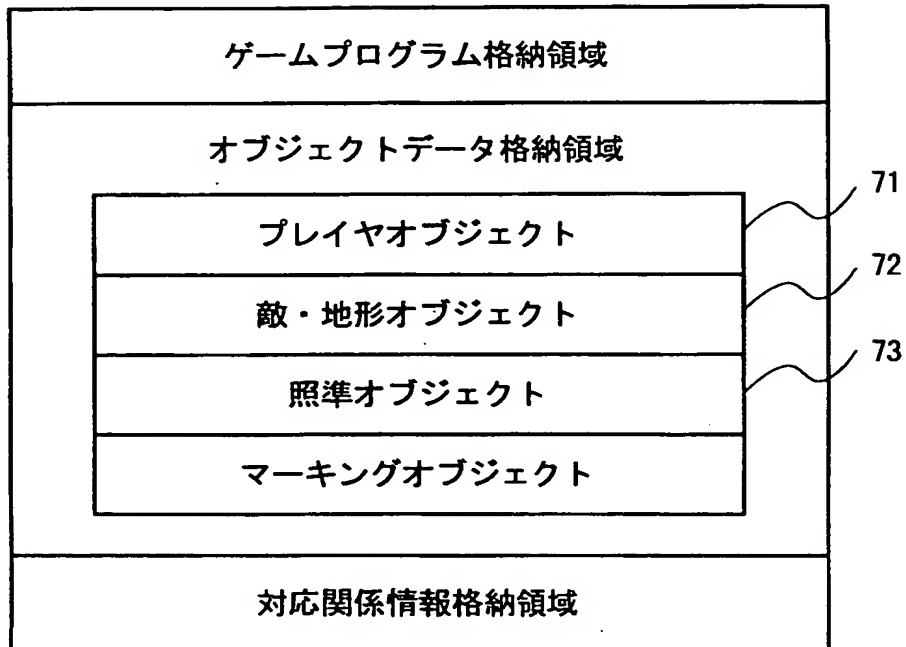 ゲームプログラム格納領域
オブジェクトデータ格納領域
プレイヤオブジェクト
71
敵・地形オブジェクト
72
照準オブジェクト
73
マーキングオブジェクト
対応関係情報格納領域